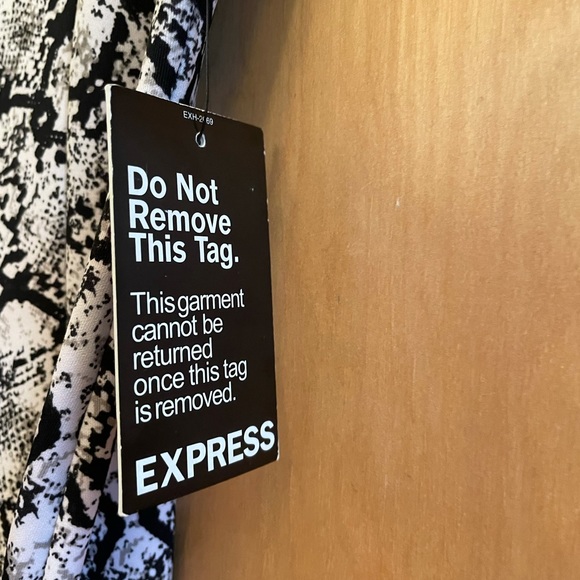 Do Not
Remove
This Tag.
This garment
cannot be
returned
once this tag
is removed.
EXPRESS